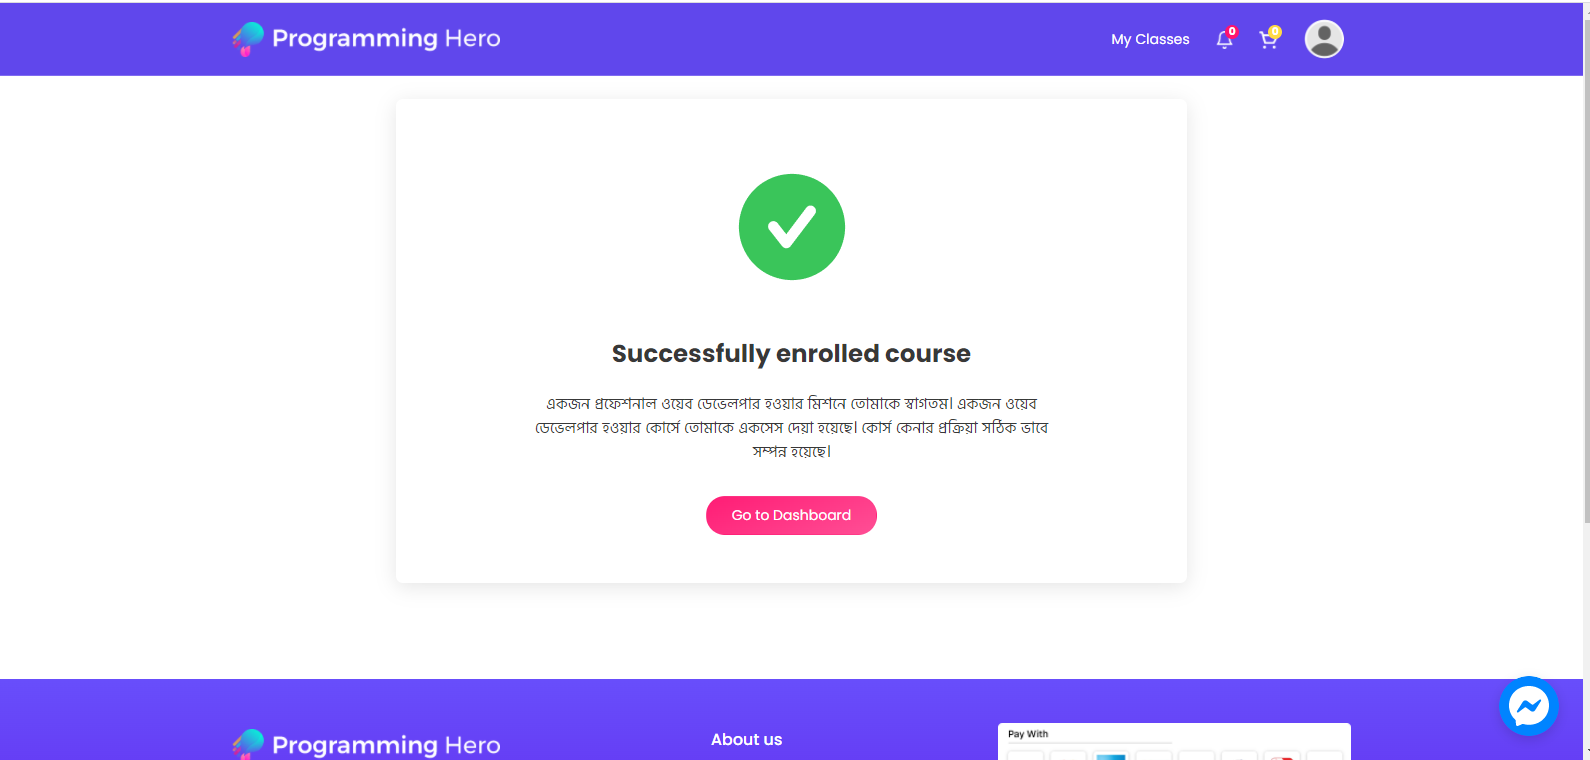 Programming Hero
My Classes
0
0
Successfully enrolled course
একজন প্রফেশনাল ওয়েব ডেভেলপার হওয়ার মিশনে তোমাকে স্বাগতম। একজন ওয়েব
ডেভেলপার হওয়ার কোর্সে তোমাকে একসেস দেয়া হয়েছে। কোর্স কেনার প্রক্রিয়া সঠিক ভাবে
সম্পন্ন হয়েছে।
Go to Dashboard
Programming Hero
About us
Pay With